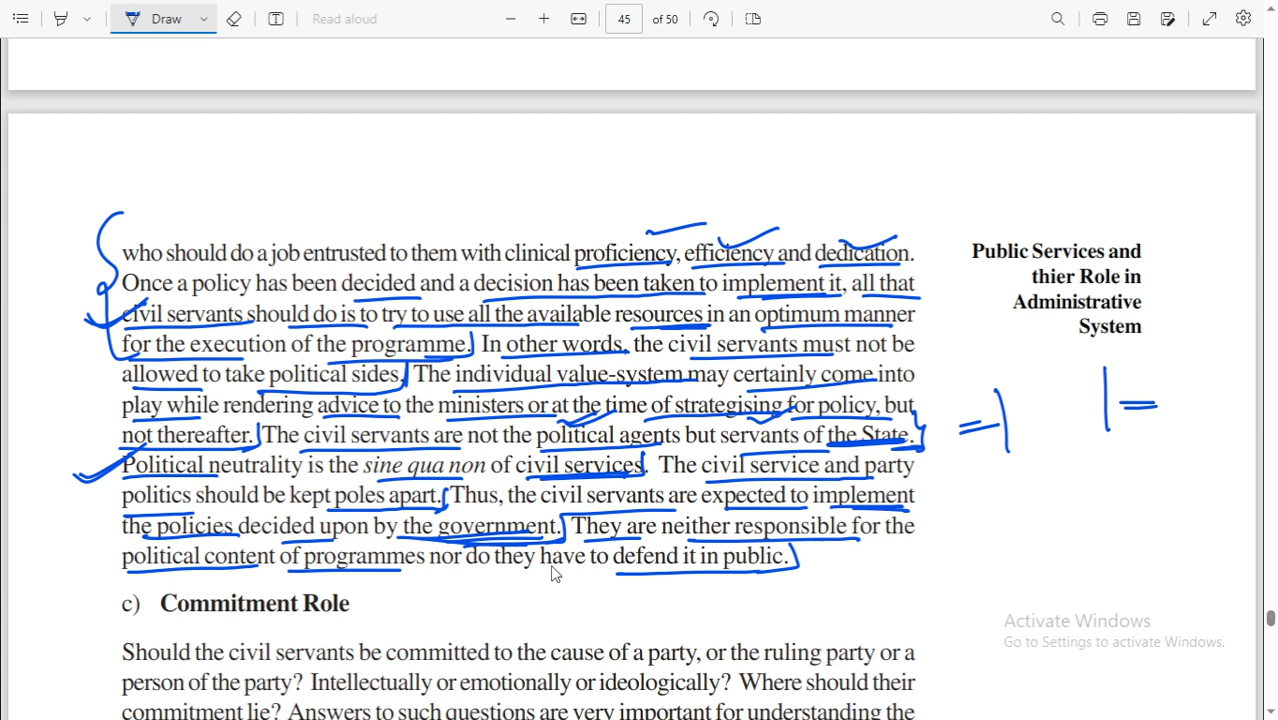 Draw
Read aloud
45 of 50
who should do a job entrusted to them with clinical proficiency, efficiency and dedication.
Once a policy has been decided and a decision has been taken to implement it, all that
civil servants should do is to try to use all the available resources in an optimum manner
for the execution of the programme. In other words, the civil servants must not be
allowed to take political sides. The individual value-system may certainly come into
play while rendering advice to the ministers or at the time of strategising for policy, but
not thereafter. The civil servants are not the political agents but servants of the State.
Political neutrality is the sine qua non of civil services. The civil service and party
politics should be kept poles apart. Thus, the civil servants are expected to implement
the policies decided upon by the government. They are neither responsible for the
political content of programmes nor do they have to defend it in public.
Public Services and
thier Role in
Administrative
System
c) Commitment Role
Should the civil servants be committed to the cause of a party, or the ruling party or a
person of the party? Intellectually or emotionally or ideologically? Where should their
commitment lie? Answers to such questions are very important for understanding the
Activate Windows
Go to Settings to activate Windows.